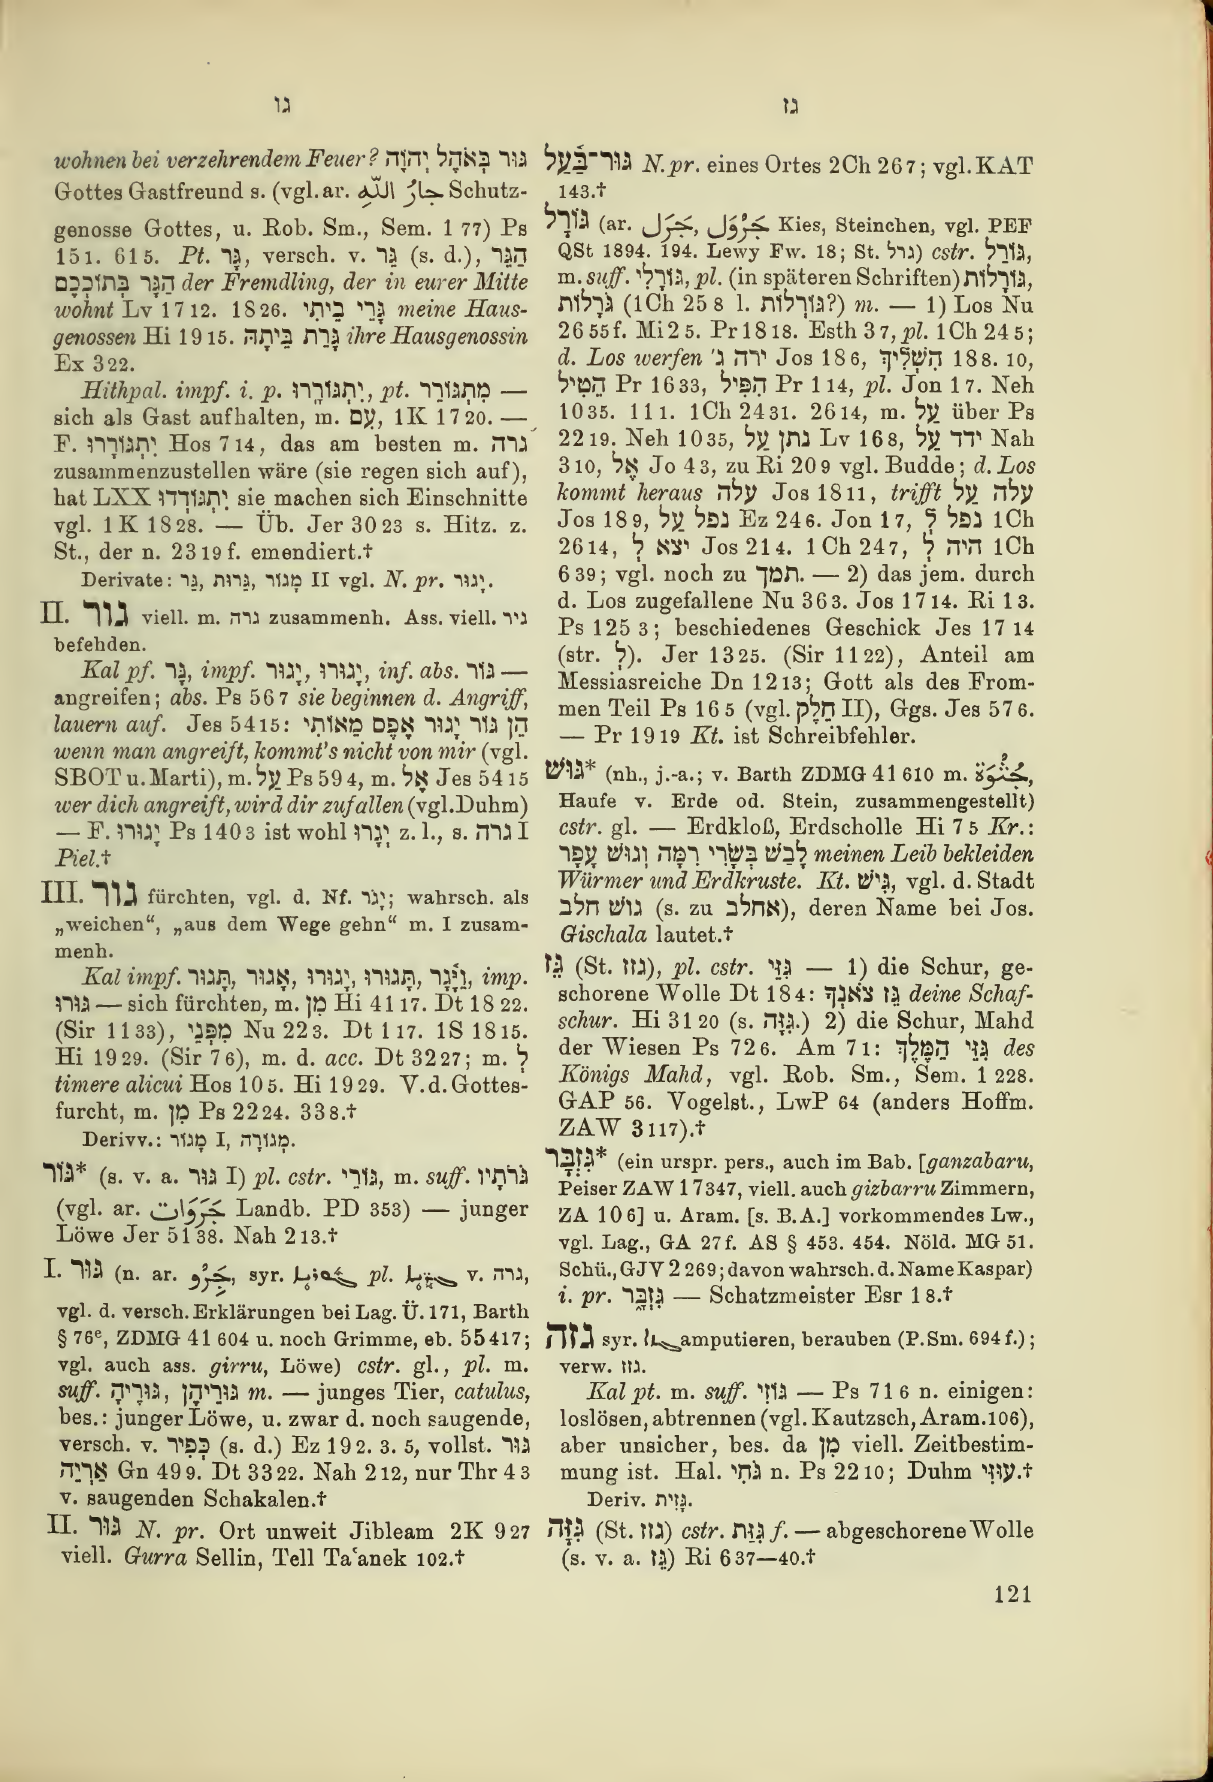 גו
wohnen bei verzehrendem Feuer? גּוּר בְּאֹהֶל יְהֹוָה
Gottes Gastfreund s. (vgl. ar. جارُ اللّه Schutz-
genosse Gottes, u. Rob. Sm., Sem. 1 77) Ps
15 1. 61 5. Pt. גָּר, versch. v. גֵּר (s. d.), הַגָּר
הַגָּר בְּתוֹכְכֶם der Fremdling, der in eurer Mitte
wohnt Lv 17 12. 18 26. גָּרֵי בֵיתִי meine Haus-
genossen Hi 19 15. גָּרַת בֵּיתָהּ ihre Hausgenossin
Ex 3 22.
Hithpal. impf. i. p. יִתְגּוֹרָרוּ, pt. מִתְגּוֹרֵר —
sich als Gast aufhalten, m. עִם, 1K 17 20. —
F. יִתְגּוֹרָרוּ Hos 7 14, das am besten m. גרה
zusammenzustellen wäre (sie regen sich auf),
hat LXX יִתְגּוֹדְדוּ sie machen sich Einschnitte
vgl. 1K 18 28. — Üb. Jer 30 23 s. Hitz. z.
St., der n. 23 19 f. emendiert.†
Derivate: גֵּר, גֵּרוּת, מָגוֹר II vgl. N. pr. יָגוּר.
II. גור viell. m. גרה zusammenh. Ass. viell. גיר
befehden.
Kal pf. גָּר, impf. יָגוּר, יָגוּרוּ, inf. abs. גּוֹר —
angreifen; abs. Ps 56 7 sie beginnen d. Angriff,
lauern auf. Jes 54 15: הֵן גּוֹר יָגוּר אֶפֶס מֵאוֹתִי
wenn man angreift, kommt's nicht von mir (vgl.
SBOT u. Marti), m. עַל Ps 59 4, m. אֶל Jes 54 15
wer dich angreift, wird dir zufallen (vgl. Duhm)
— F. יָגוּרוּ Ps 140 3 ist wohl יְגָרוּ z. l., s. גרה I
Piel.†
III. גור fürchten, vgl. d. Nf. יָגֹר; wahrsch. als
„weichen“, „aus dem Wege gehn“ m. I zusam-
menh.
Kal impf. תָּגוּר, אָגוּר, יָגוּרוּ, תָּגוּרוּ, וַיָּגָר, imp.
גּוּרוּ — sich fürchten, m. מִן Hi 41 17. Dt 18 22.
(Sir 11 33), מִפְּנֵי Nu 22 3. Dt 1 17. 1S 18 15.
Hi 19 29. (Sir 7 6), m. d. acc. Dt 32 27; m. לְ
timere alicui Hos 10 5. Hi 19 29. V. d. Gottes-
furcht, m. מִן Ps 22 24. 33 8.†
Derivv.: מָגוֹר I, מְגוֹרָה.
גּוֹר* (s. v. a. גּוּר I) pl. cstr. גּוֹרֵי, m. suff. גֹּרֹתָיו
(vgl. ar. جَرَوَات Landb. PD 353) — junger
Löwe Jer 51 38. Nah 2 13.†
I. גּוּר (n. ar. جَرْو, syr. pl. v. גרה,
vgl. d. versch. Erklärungen bei Lag. Ü. 171, Barth
§ 76e, ZDMG 41 604 u. noch Grimme, eb. 55 417;
vgl. auch ass. girru, Löwe) cstr. gl., pl. m.
suff. גּוּרֶיהָ, גּוּרֵיהֶן m. — junges Tier, catulus,
bes.: junger Löwe, u. zwar d. noch saugende,
versch. v. כְּפִיר (s. d.) Ez 19 2. 3. 5, vollst. גּוּר
אַרְיֵה Gn 49 9. Dt 33 22. Nah 2 12, nur Thr 4 3
v. saugenden Schakalen.†
II. גּוּר N. pr. Ort unweit Jibleam 2K 9 27
viell. Gurra Sellin, Tell Taʿanek 102.†
גז
גּוּר־בַּעַל N. pr. eines Ortes 2Ch 26 7; vgl. KAT
143.†
גּוֹרָל (ar. جَرْوَل, جَرَل Kies, Steinchen, vgl. PEF
QSt 1894. 194. Lewy Fw. 18; St. גרל) cstr. גּוֹרַל,
m. suff. גּוֹרָלִי, pl. (in späteren Schriften) גּוֹרָלוֹת,
גֹּרָלוֹת (1Ch 25 8 l. גּוֹרָלוֹת?) m. — 1) Los Nu
26 55 f. Mi 2 5. Pr 18 18. Esth 3 7, pl. 1Ch 24 5;
d. Los werfen ירה ג׳ Jos 18 6, הִשְׁלִיךְ 18 8. 10,
הֵטִיל Pr 16 33, הִפִּיל Pr 1 14, pl. Jon 1 7. Neh
10 35. 11 1. 1Ch 24 31. 26 14, m. עַל über Ps
22 19. Neh 10 35, נתן עַל Lv 16 8, ידד עַל Nah
3 10, אֶל Jo 4 3, zu Ri 20 9 vgl. Budde; d. Los
kommt heraus עלה Jos 18 11, trifft עלה עַל
Jos 18 9, נפל עַל Ez 24 6. Jon 1 7, נפל לְ 1Ch
26 14, יצא לְ Jos 21 4. 1Ch 24 7, היה לְ 1Ch
6 39; vgl. noch zu תמך. — 2) das jem. durch
d. Los zugefallene Nu 36 3. Jos 17 14. Ri 1 3.
Ps 125 3; beschiedenes Geschick Jes 17 14
(str. לְ). Jer 13 25. (Sir 11 22), Anteil am
Messiasreiche Dn 12 13; Gott als des From-
men Teil Ps 16 5 (vgl. חֵלֶק II), Ggs. Jes 57 6.
— Pr 19 19 Kt. ist Schreibfehler.
גּוּשׁ* (nh., j.-a.; v. Barth ZDMG 41 610 m. جُثْوَة,
Haufe v. Erde od. Stein, zusammengestellt)
cstr. gl. — Erdkloß, Erdscholle Hi 7 5 Kr.:
לָבַשׁ בְּשָׂרִי רִמָּה וְגוּשׁ עָפָר meinen Leib bekleiden
Würmer und Erdkruste. Kt. גִּישׁ, vgl. d. Stadt
גוש חלב (s. zu אחלב), deren Name bei Jos.
Gischala lautet.†
גֵּז (St. גזז), pl. cstr. גִּזֵּי — 1) die Schur, ge-
schorene Wolle Dt 18 4: גֵּז צֹאנְךָ deine Schaf-
schur. Hi 31 20 (s. גִּזָּה.) 2) die Schur, Mahd
der Wiesen Ps 72 6. Am 7 1: גִּזֵּי הַמֶּלֶךְ des
Königs Mahd, vgl. Rob. Sm., Sem. 1 228.
GAP 56. Vogelst., LwP 64 (anders Hoffm.
ZAW 3 117).†
גִּזְבָּר* (ein urspr. pers., auch im Bab. [ganzabaru,
Peiser ZAW 17 347, viell. auch gizbarru Zimmern,
ZA 10 6] u. Aram. [s. B. A.] vorkommendes Lw.,
vgl. Lag., GA 27 f. AS § 453. 454. Nöld. MG 51.
Schü., GJV 2 269; davon wahrsch. d. Name Kaspar)
i. pr. גִּזְבָּר — Schatzmeister Esr 1 8.†
גזה syr. amputieren, berauben (P. Sm. 694 f.);
verw. גזז.
Kal pt. m. suff. גּוֹזִי — Ps 71 6 n. einigen:
loslösen, abtrennen (vgl. Kautzsch, Aram. 106),
aber unsicher, bes. da מִן viell. Zeitbestim-
mung ist. Hal. גֹּחִי n. Ps 22 10; Duhm עוּזִּי.†
Deriv. גָּזִית.
גִּזָּה (St. גזז) cstr. גִּזַּת f. — abgeschorene Wolle
(s. v. a. גֵּז) Ri 6 37—40.†
121